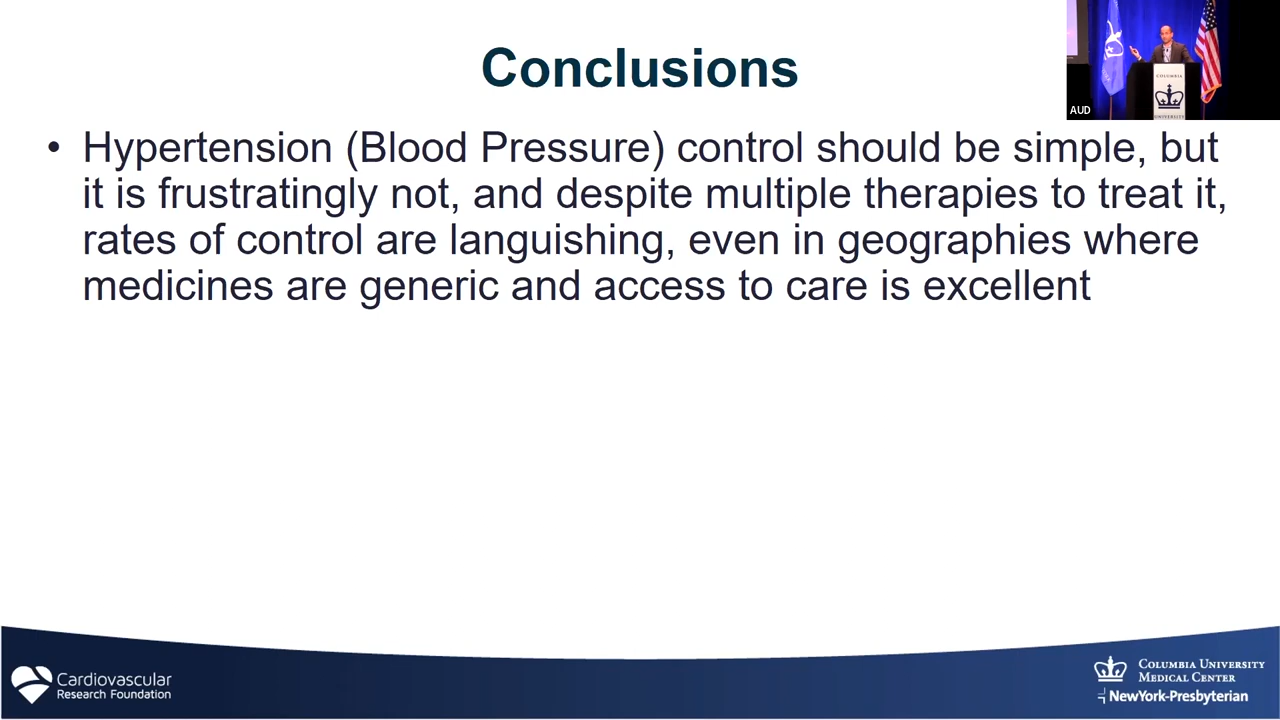 Conclusions
AUD
• Hypertension (Blood Pressure) control should be simple, but
it is frustratingly not, and despite multiple therapies to treat it,
rates of control are languishing, even in geographies where
medicines are generic and access to care is excellent
Cardiovascular
Research Foundation
COLUMBIA UNIVERSITY
MEDICAL CENTER
NewYork-Presbyterian
COLUMBIA
UNIVERSITY